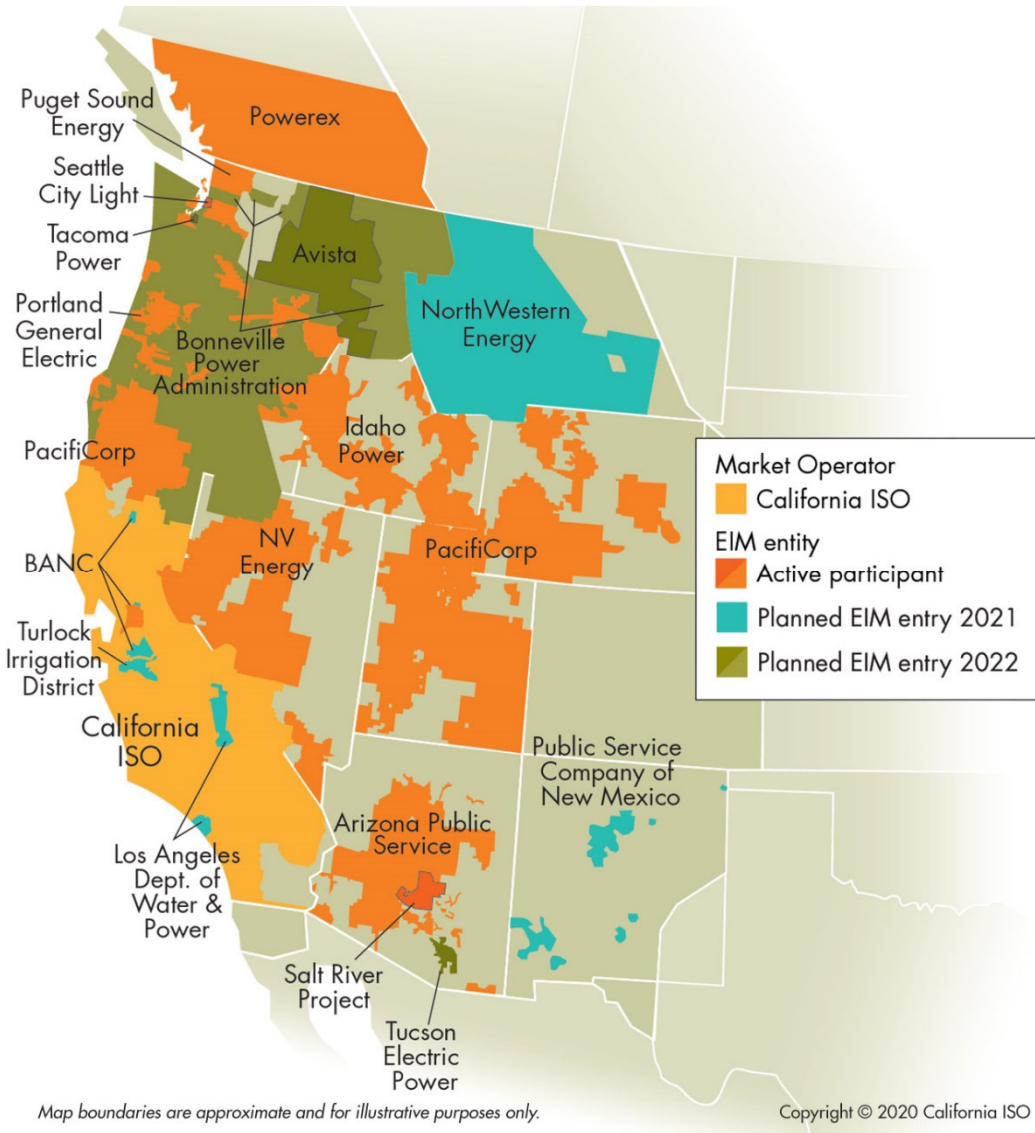 Powerex
Puget Sound
Energy
Seattle
City Light
Tacoma
Power
Avista
Portland
General
Electric
NorthWestern
Energy
Bonneville
Power
Administration
Idaho
Power
PacifiCorp
NV
Energy
PacifiCorp
BANC
Turlock
Irrigation
District
California
ISO
Public Service
Company of
New Mexico
Arizona Public
Service
Los Angeles
Dept. of
Water &
Power
Salt River
Project
Tucson
Electric
Power
Market Operator
California ISO
EIM entity
Active participant
Planned EIM entry 2021
Planned EIM entry 2022
Map boundaries are approximate and for illustrative purposes only.
Copyright © 2020 California ISO